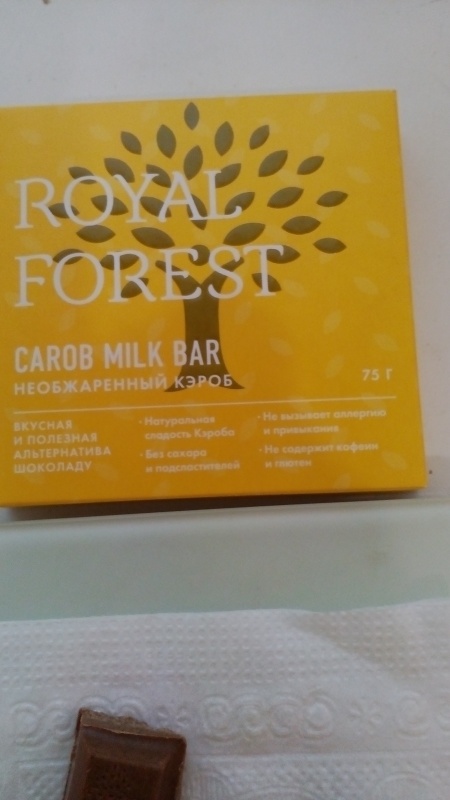 ROYAL
FOREST
CAROB MILK BAR
НЕОБЖАРЕННЫЙ КЭРОБ
75 Г
ВКУСНАЯ
И ПОЛЕЗНАЯ
АЛЬТЕРНАТИВА
ШОКОЛАДУ
· Натуральная
сладость Кэроба
· Без сахара
и подсластителей
· Не вызывает аллергию
и привыкания
· Не содержит кофеин
и глютен